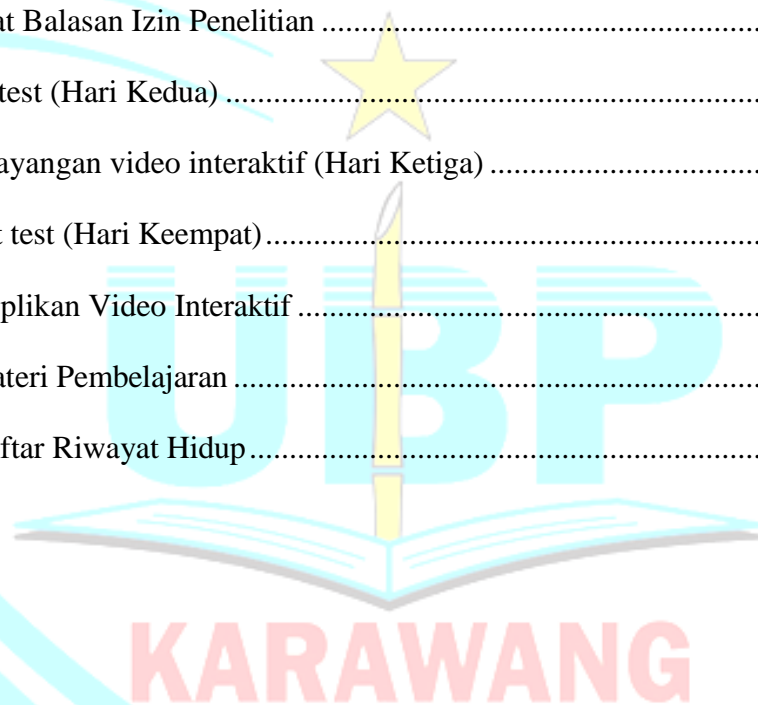 at Balasan Izin Penelitian ................................................................
test (Hari Kedua) ................................................................
ayangan video interaktif (Hari Ketiga) ................................................
t test (Hari Keempat) ................................................................
plikan Video Interaktif ................................................................
ateri Pembelajaran ................................................................
ftar Riwayat Hidup ................................................................
UBP
KARAWANG